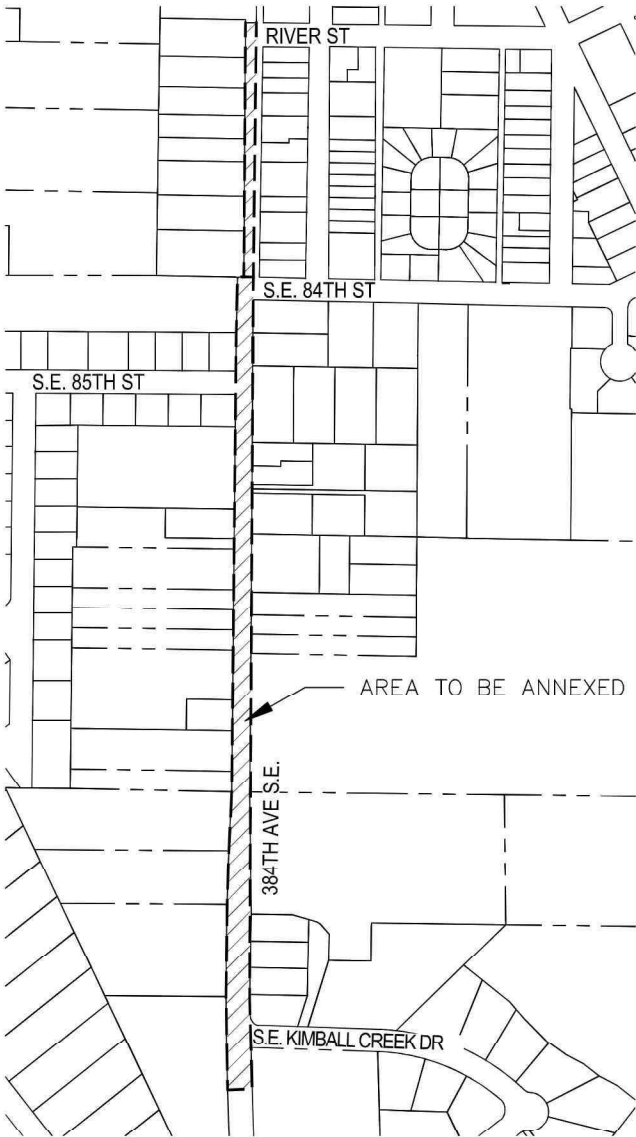 RIVER ST
S.E. 84TH ST
S.E. 85TH ST
AREA TO BE ANNEXED
384TH AVE S.E.
S.E. KIMBALL CREEK DR